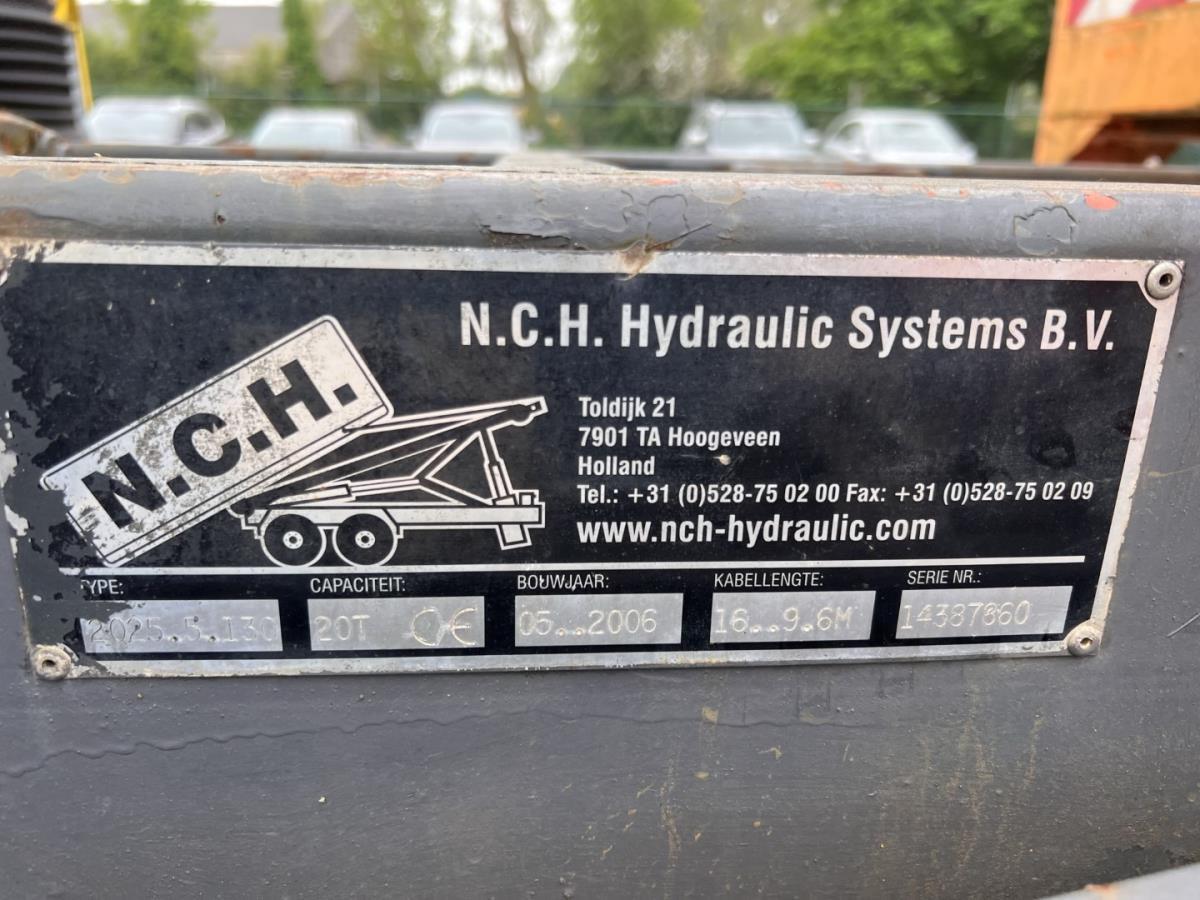 N.C.H. Hydraulic Systems B.V.
N.C.H.
Toldijk 21
7901 TA Hoogeveen
Holland
Tel.: +31 (0)528-75 02 00 Fax: +31 (0)528-75 02 09
www.nch-hydraulic.com
TYPE: CAPACITEIT: BOUWJAAR: KABELLENGTE: SERIE NR.:
2025.5.130 20T CE 05..2006 16..9.6M 14387860